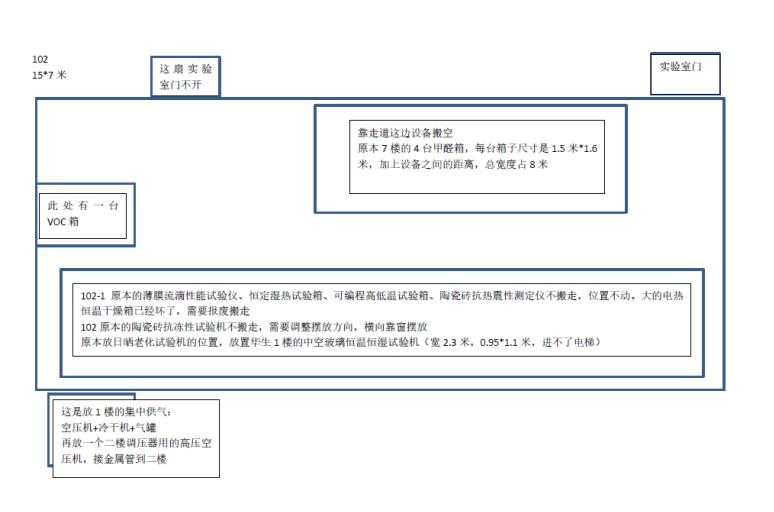 102
15*7 米
这扇实验
室门不开
实验室门
靠走道这边设备搬空
原本 7 楼的 4 台甲醛箱，每台箱子尺寸是 1.5 米*1.6
米，加上设备之间的距离，总宽度占 8 米
此处有一台
VOC 箱
102-1 原本的薄膜流滴性能试验仪、恒定湿热试验箱、可编程高低温试验箱、陶瓷砖抗热震性测定仪不搬走，位置不动，大的电热
恒温干燥箱已经坏了，需要报废搬走
102 原本的陶瓷砖抗冻性试验机不搬走，需要调整摆放方向，横向靠窗摆放
原本放日晒老化试验机的位置，放置华生 1 楼的中空玻璃恒温恒湿试验机（宽 2.3 米，0.95*1.1 米，进不了电梯）
这是放 1 楼的集中供气：
空压机+冷干机+气罐
再放一个二楼调压器用的高压空
压机，接金属管到二楼